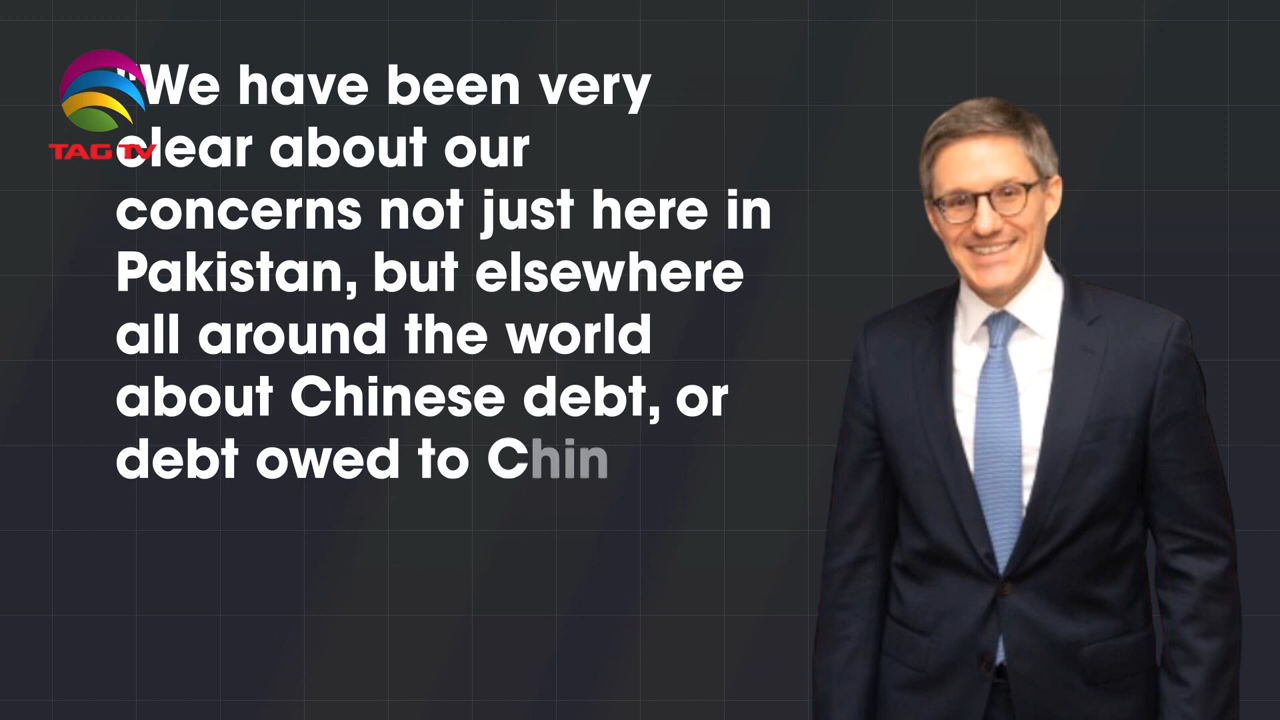 TAG TV
"We have been very
clear about our
concerns not just here in
Pakistan, but elsewhere
all around the world
about Chinese debt, or
debt owed to Chin